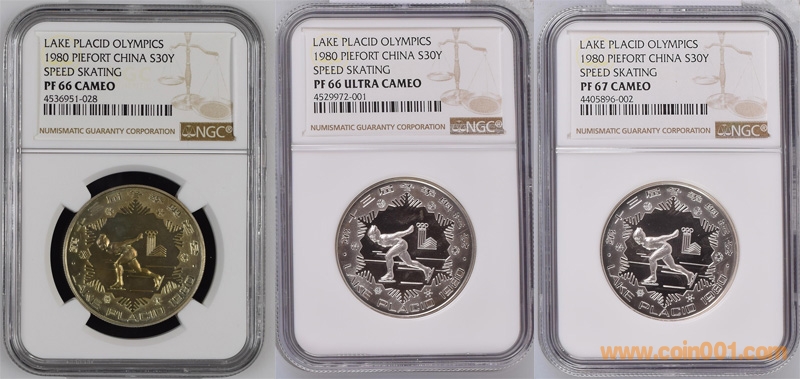 LAKE PLACID OLYMPICS
1980 PIEFORT CHINA S30Y
SPEED SKATING
PF 66 CAMEO
4536951-028
NUMISMATIC GUARANTY CORPORATION NGC®
LAKE PLACID 1980
LAKE PLACID OLYMPICS
1980 PIEFORT CHINA S30Y
SPEED SKATING
PF 66 ULTRA CAMEO
4529972-001
NUMISMATIC GUARANTY CORPORATION NGC®
LAKE PLACID 1980
LAKE PLACID OLYMPICS
1980 PIEFORT CHINA S30Y
SPEED SKATING
PF 67 CAMEO
4405896-002
NUMISMATIC GUARANTY CORPORATION NGC®
LAKE PLACID 1980
www.coin001.com